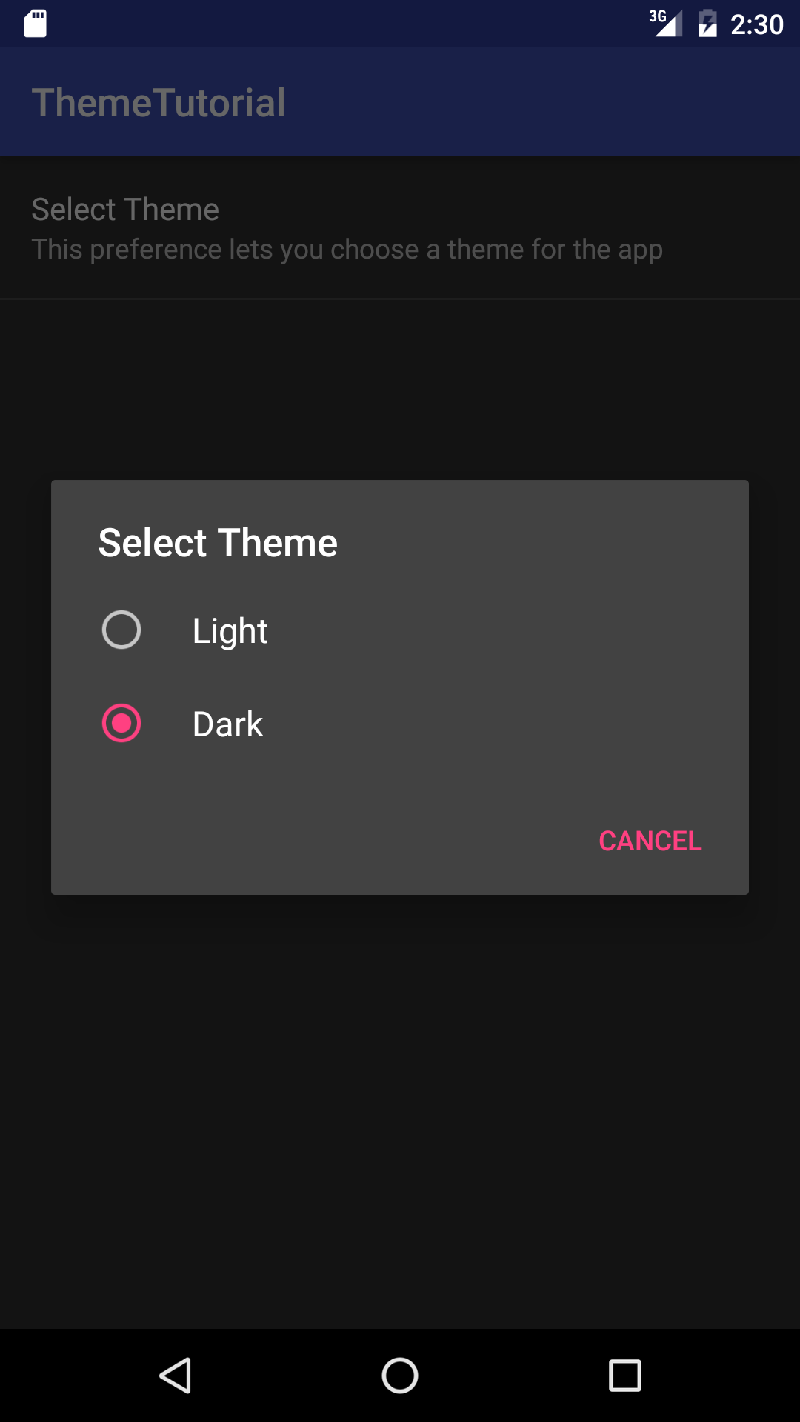 3G 2:30
ThemeTutorial
Select Theme
This preference lets you choose a theme for the app
Select Theme
Light
Dark
CANCEL